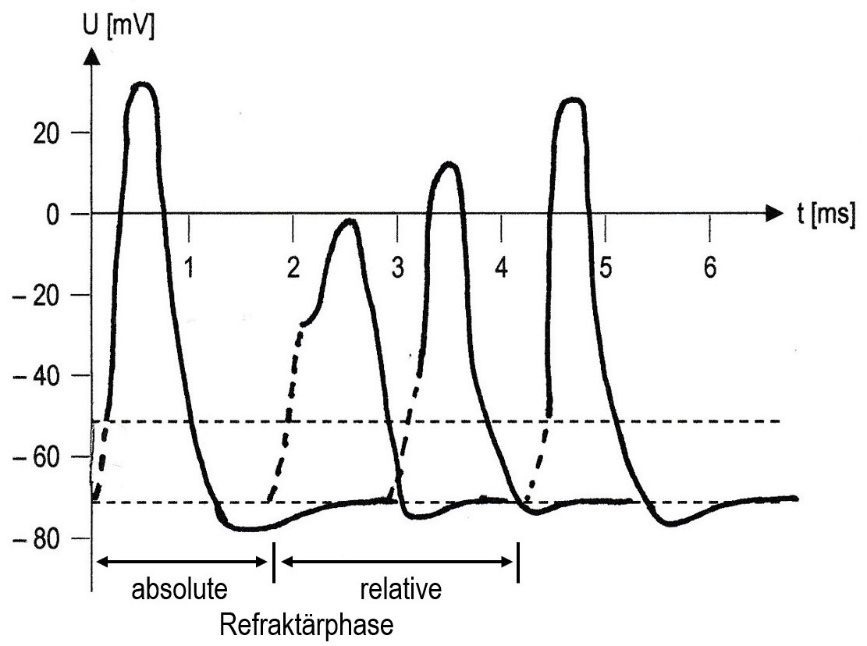 U [mV]
20
0
t [ms]
1 2 3 4 5 6
– 20
– 40
– 60
– 80
absolute relative
Refraktärphase